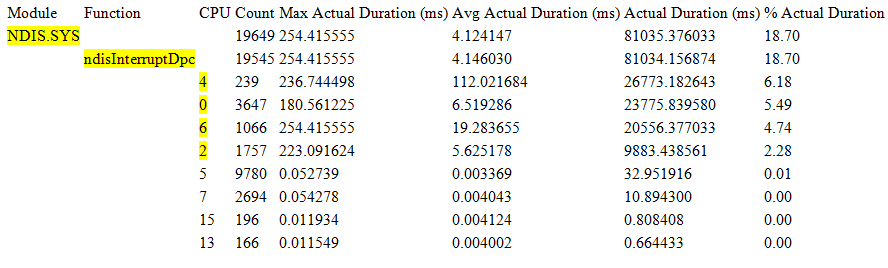 Module Function CPU Count Max Actual Duration (ms) Avg Actual Duration (ms) Actual Duration (ms) % Actual Duration
NDIS.SYS 19649 254.415555 4.124147 81035.376033 18.70
ndisInterruptDpc 19545 254.415555 4.146030 81034.156874 18.70
4 239 236.744498 112.021684 26773.182643 6.18
0 3647 180.561225 6.519286 23775.839580 5.49
6 1066 254.415555 19.283655 20556.377033 4.74
2 1757 223.091624 5.625178 9883.438561 2.28
5 9780 0.052739 0.003369 32.951916 0.01
7 2694 0.054278 0.004043 10.894300 0.00
15 196 0.011934 0.004124 0.808408 0.00
13 166 0.011549 0.004002 0.664433 0.00